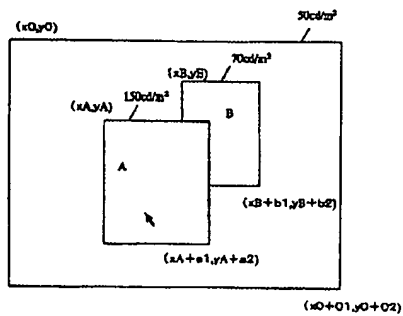 (x0,y0)
50cd/m²
70cd/m²
(xB,yB)
(xA,yA)
150cd/m²
B
A
(xB+b1,yB+b2)
(xA+a1,yA+a2)
(x0+01,y0+02)